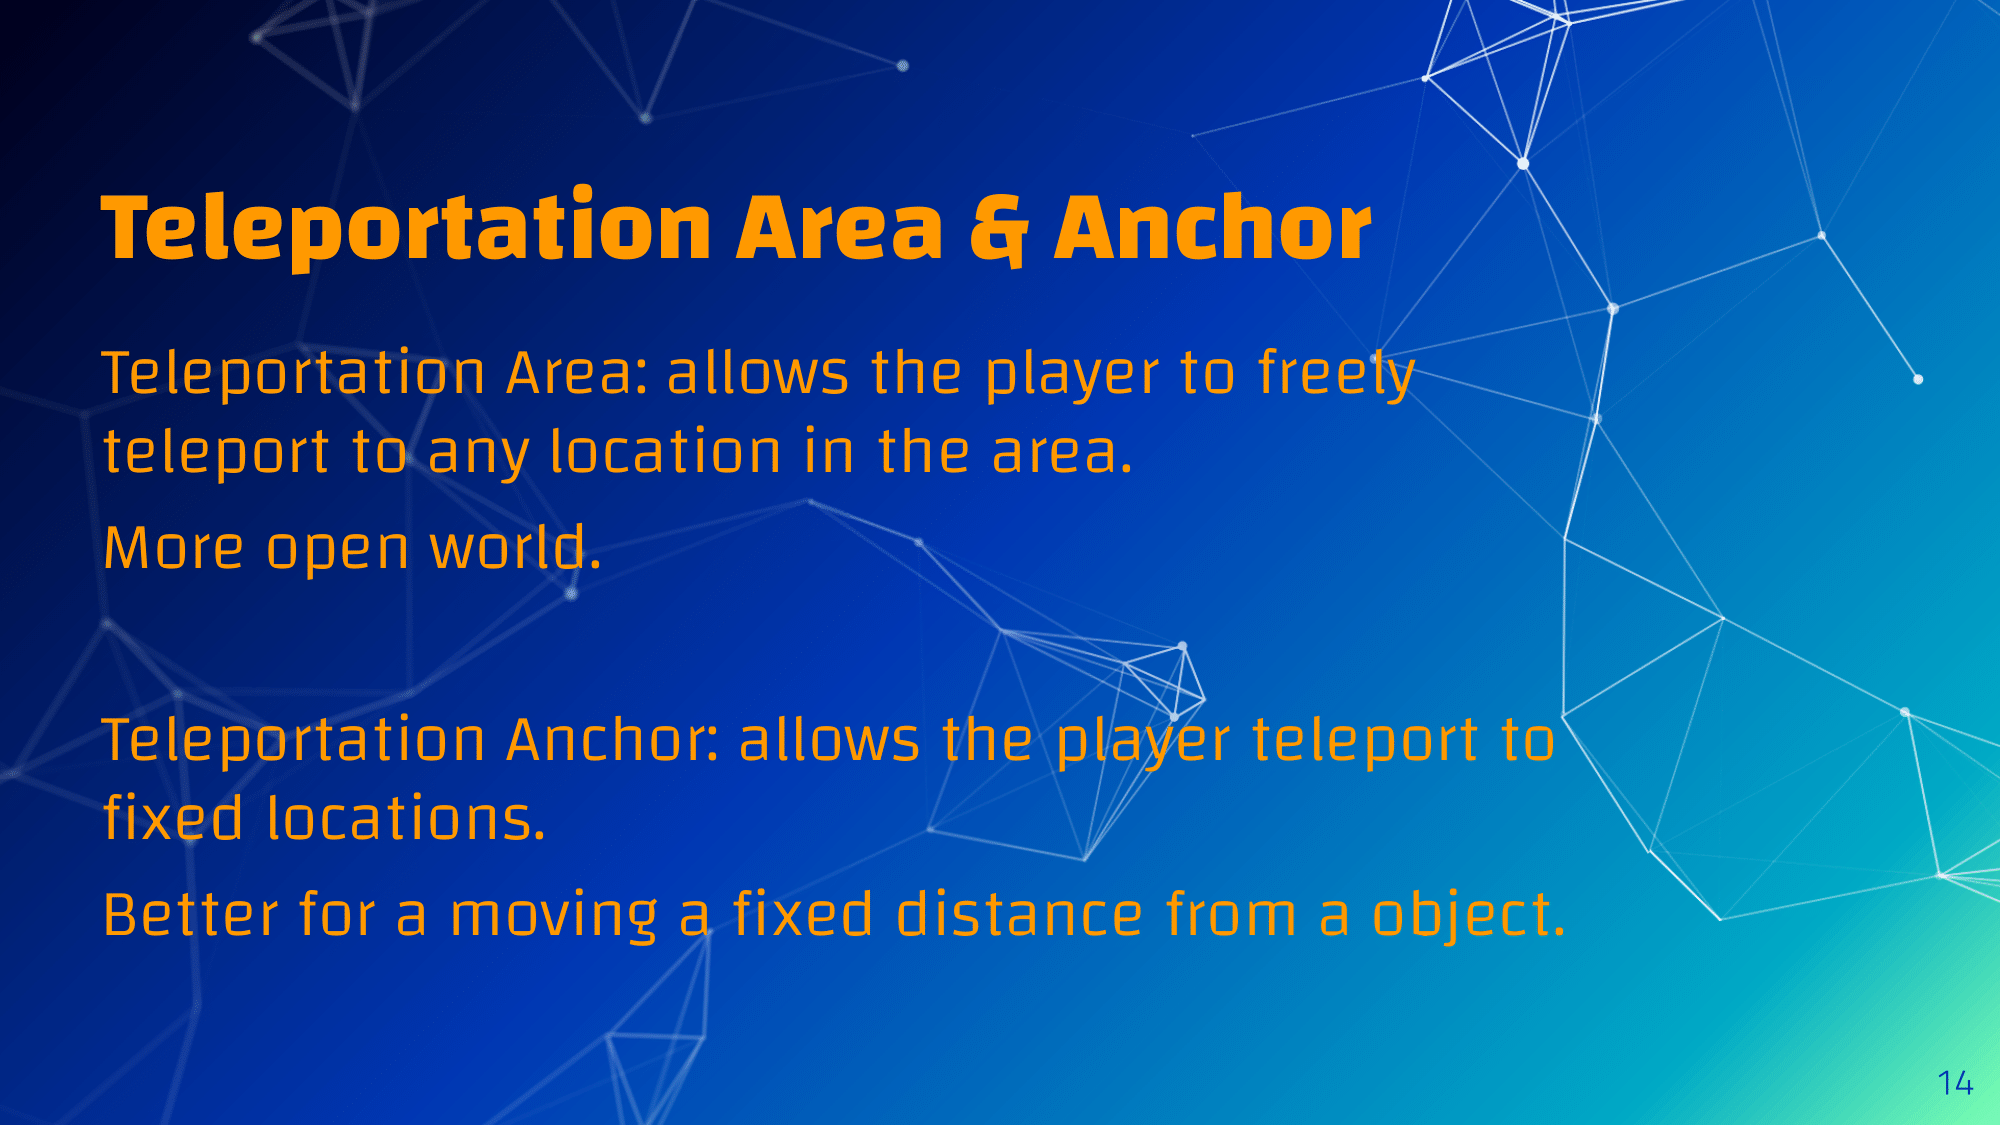 Teleportation Area & Anchor
Teleportation Area: allows the player to freely
teleport to any location in the area.
More open world.
Teleportation Anchor: allows the player teleport to
fixed locations.
Better for a moving a fixed distance from a object.
14